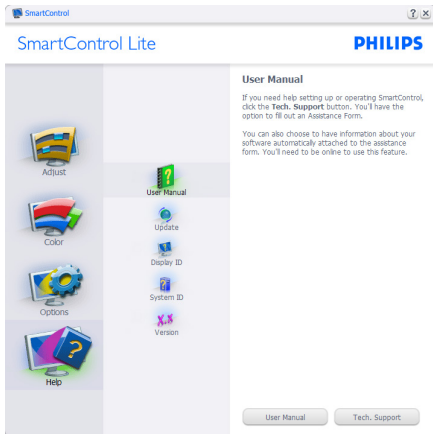 SmartControl
SmartControl Lite
PHILIPS
Adjust
Color
Options
Help
User Manual
Update
Display ID
System ID
X.X
Version
User Manual
If you need help setting up or operating SmartControl,
click the Tech. Support button. You'll have the
option to fill out an Assistance Form.
You can also choose to have information about your
software automatically attached to the assistance
form. You'll need to be online to use this feature.
User Manual
Tech. Support